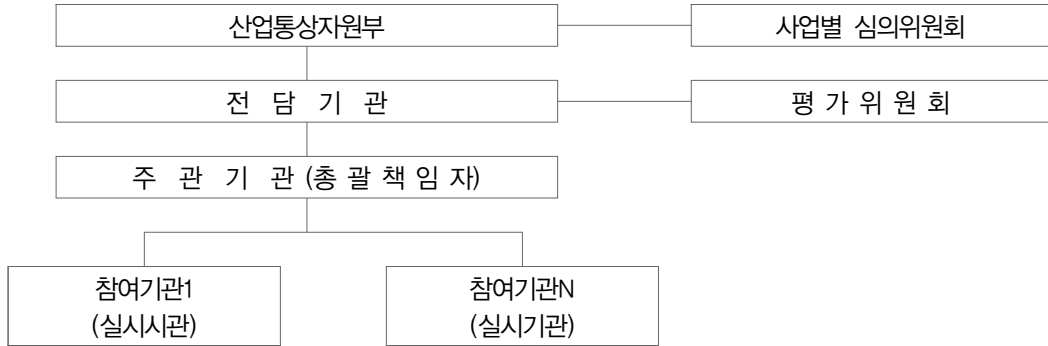 산업통상자원부
사업별 심의위원회
전 담 기 관
평 가 위 원 회
주 관 기 관 (총 괄 책 임 자)
참여기관1
(실시시관)
참여기관N
(실시기관)